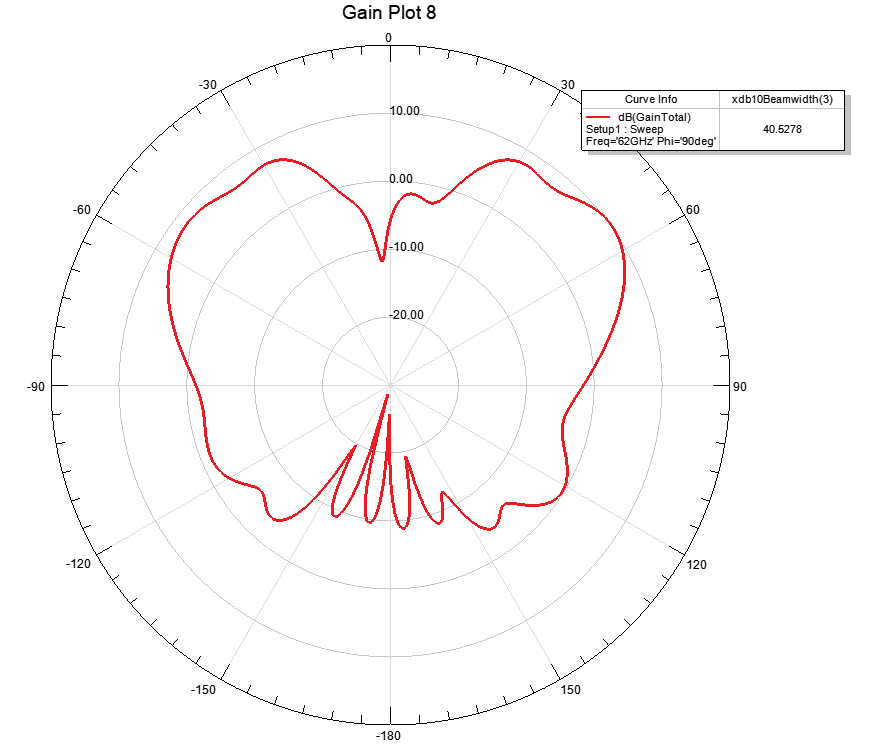 Gain Plot 8
0
-30
30
Curve Info
xdb10Beamwidth(3)
dB(GainTotal)
Setup1 : Sweep
Freq='62GHz' Phi='90deg'
40.5278
10.00
0.00
-60
60
-10.00
-20.00
-90
90
-120
120
-150
150
-180